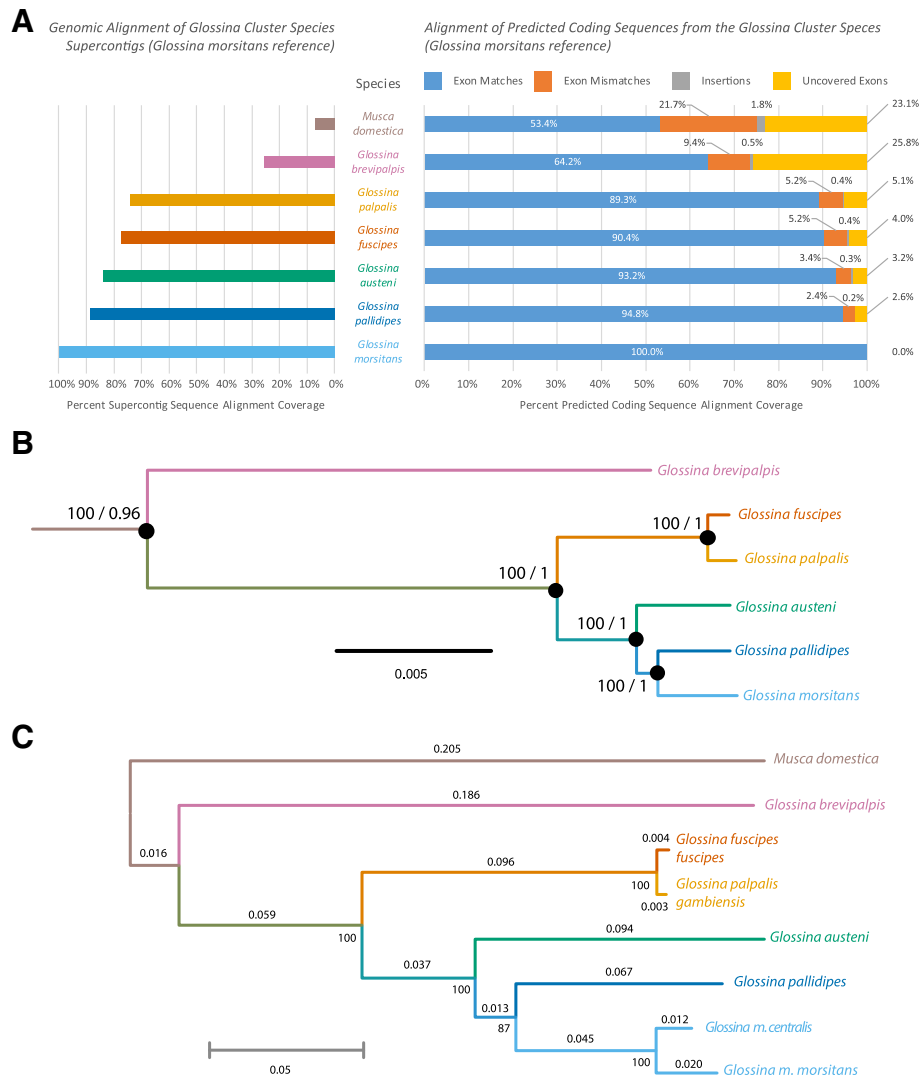 A
Genomic Alignment of Glossina Cluster Species
Supercontigs (Glossina morsitans reference)
Alignment of Predicted Coding Sequences from the Glossina Cluster Speces
(Glossina morsitans reference)
Species
Exon Matches
Exon Mismatches
Insertions
Uncovered Exons
Musca
domestica
53.4%
21.7%
1.8%
23.1%
Glossina
brevipalpis
64.2%
9.4%
0.5%
25.8%
Glossina
palpalis
89.3%
5.2%
0.4%
5.1%
Glossina
fuscipes
90.4%
5.2%
0.4%
4.0%
Glossina
austeni
93.2%
3.4%
0.3%
3.2%
Glossina
pallidipes
94.8%
2.4%
0.2%
2.6%
Glossina
morsitans
100.0%
0.0%
100% 90% 80% 70% 60% 50% 40% 30% 20% 10% 0%
0% 10% 20% 30% 40% 50% 60% 70% 80% 90% 100%
Percent Supercontig Sequence Alignment Coverage
Percent Predicted Coding Sequence Alignment Coverage
B
Glossina brevipalpis
100 / 0.96
100 / 1
Glossina fuscipes
Glossina palpalis
100 / 1
Glossina austeni
100 / 1
Glossina pallidipes
100 / 1
Glossina morsitans
0.005
C
0.205
Musca domestica
0.186
Glossina brevipalpis
0.016
0.004
Glossina fuscipes
fuscipes
0.096
100
Glossina palpalis
gambiensis
0.003
0.059
100
0.094
Glossina austeni
0.037
100
0.067
Glossina pallidipes
0.013
87
0.012
Glossina m.centralis
0.045
100
0.020
Glossina m. morsitans
0.05